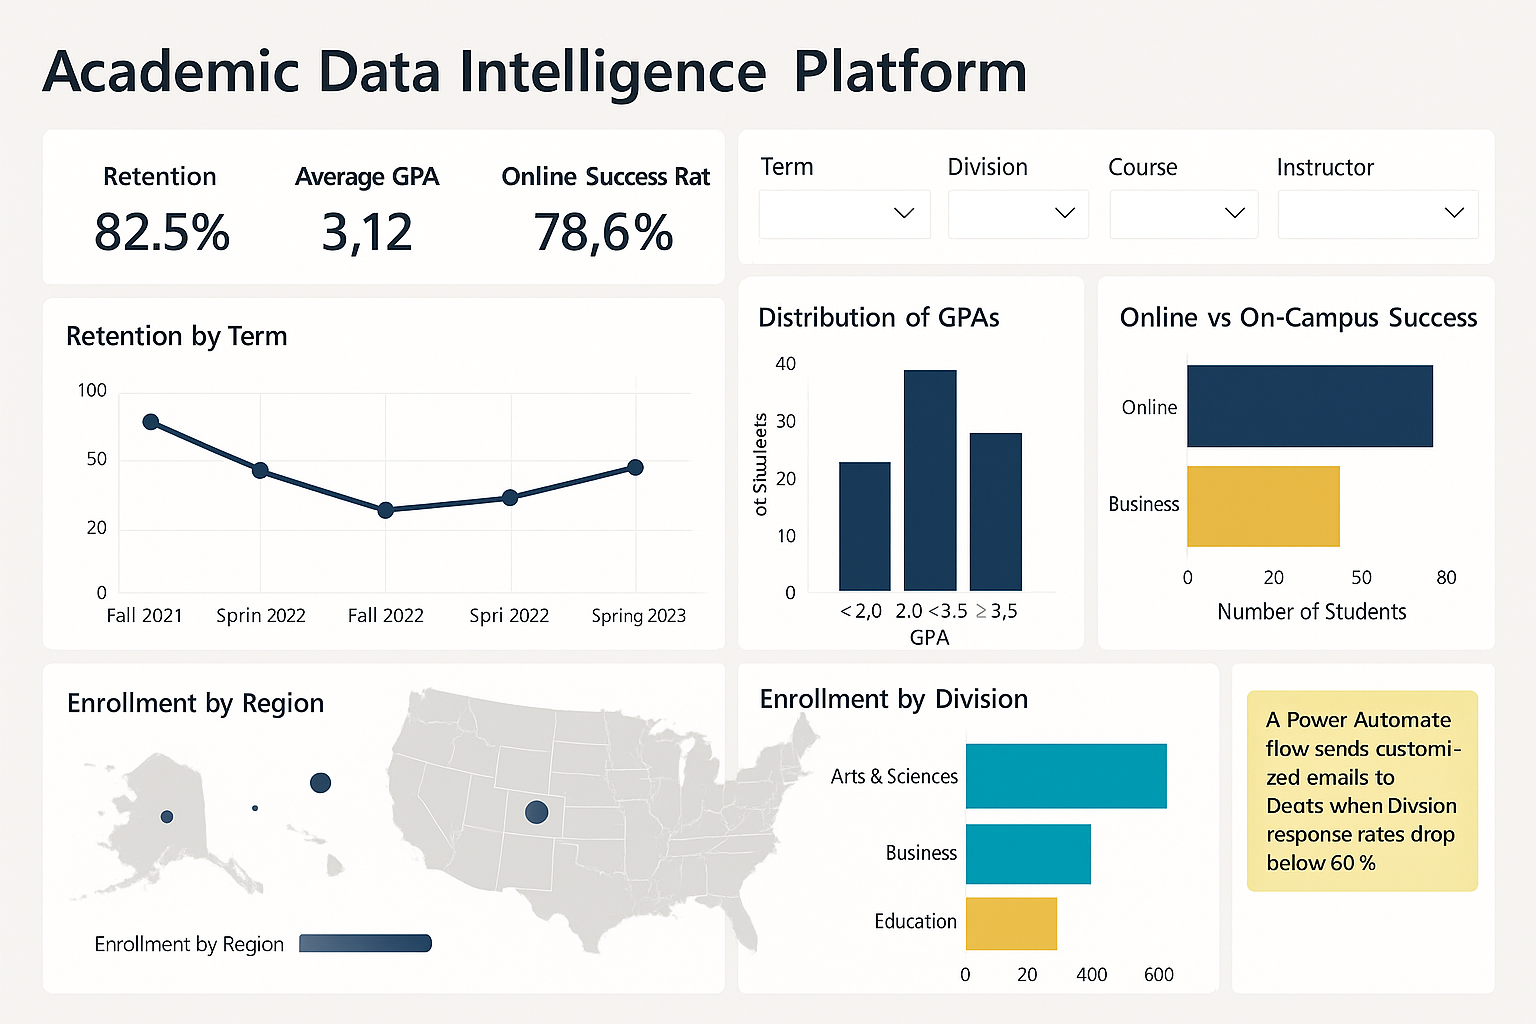 Academic Data Intelligence Platform
Retention
82.5%
Average GPA
3,12
Online Success Rat
78,6%
Term
Division
Course
Instructor
Retention by Term
100
50
20
0
Fall 2021
Sprin 2022
Fall 2022
Spri 2022
Spring 2023
Distribution of GPAs
40
30
20
10
0
< 2,0
2.0 <3.5
≥ 3,5
GPA
Online vs On-Campus Success
Online
Business
0
20
50
80
Number of Students
Enrollment by Region
Enrollment by Region
Enrollment by Division
Arts & Sciences
Business
Education
0
20
400
600
A Power Automate
flow sends customi-
zed emails to
Deats when Divsion
response rates drop
below 60 %